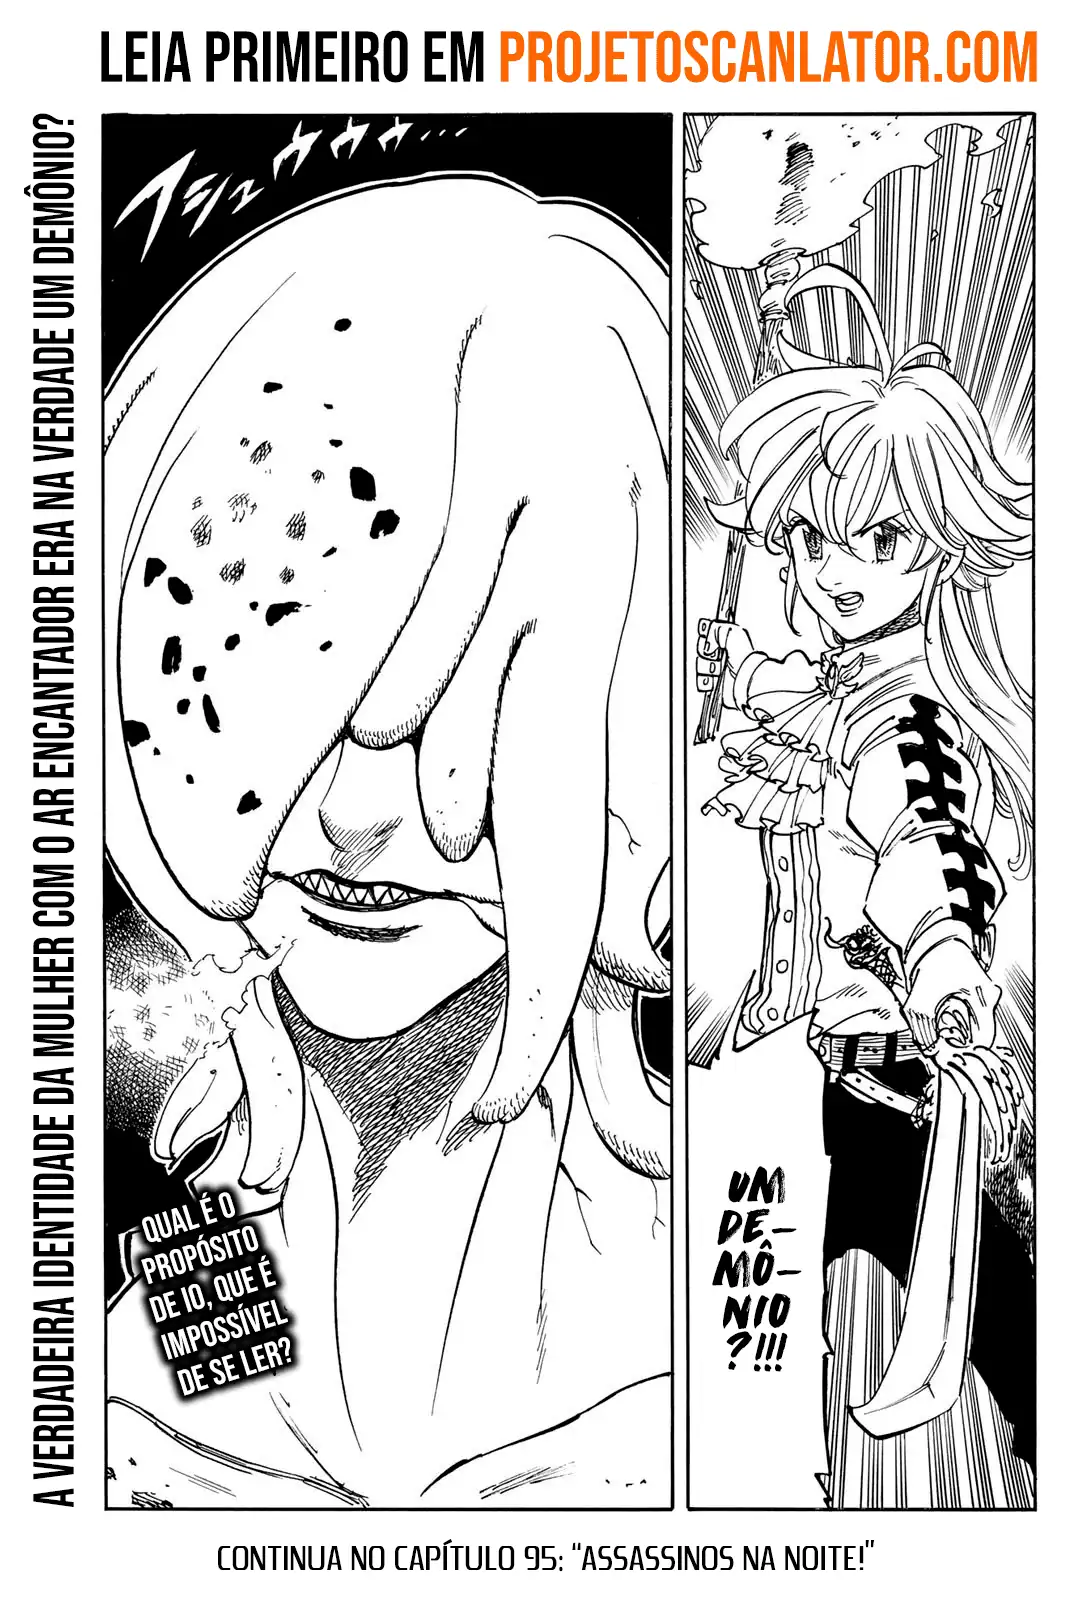 LEIA PRIMEIRO EM PROJETOSCANLATOR.COM
A VERDADEIRA IDENTIDADE DA MULHER COM O AR ENCANTADOR ERA NA VERDADE UM DEMÔNIO?
ブシュウウウ...
UM
DE-
MÔ-
NIO
?!!!
QUAL É O
PROPÓSITO
DE IO, QUE É
IMPOSSÍVEL
DE SE LER?
CONTINUA NO CAPÍTULO 95: “ASSASSINOS NA NOITE!”